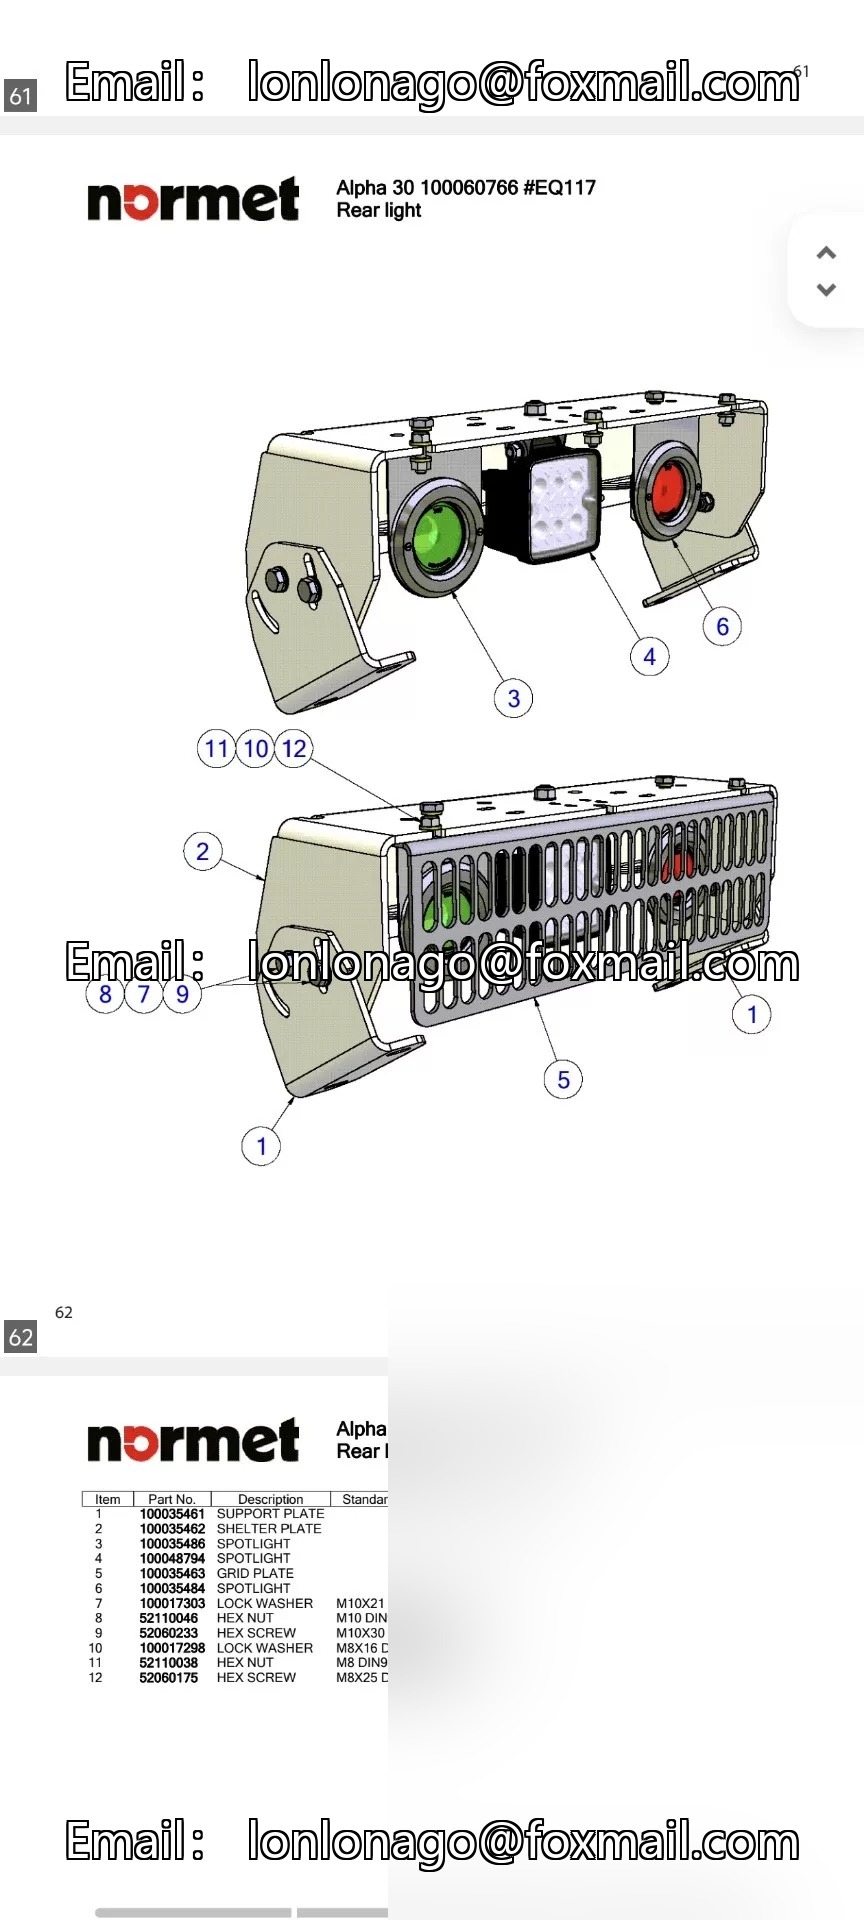 Email： lonlonago@foxmail.com
61
61
normet
Alpha 30 100060766 #EQ117
Rear light
6
4
3
11 10 12
2
Email： lonlonago@foxmail.com
8 7 9
1
5
1
62
62
normet
Alpha
Rear l
Item Part No. Description Standar
1 100035461 SUPPORT PLATE
2 100035462 SHELTER PLATE
3 100035486 SPOTLIGHT
4 100048794 SPOTLIGHT
5 100035463 GRID PLATE
6 100035484 SPOTLIGHT
7 100017303 LOCK WASHER M10X21
8 52110046 HEX NUT M10 DIN
9 52060233 HEX SCREW M10X30
10 100017298 LOCK WASHER M8X16 D
11 52110038 HEX NUT M8 DIN9
12 52060175 HEX SCREW M8X25 D
Email： lonlonago@foxmail.com